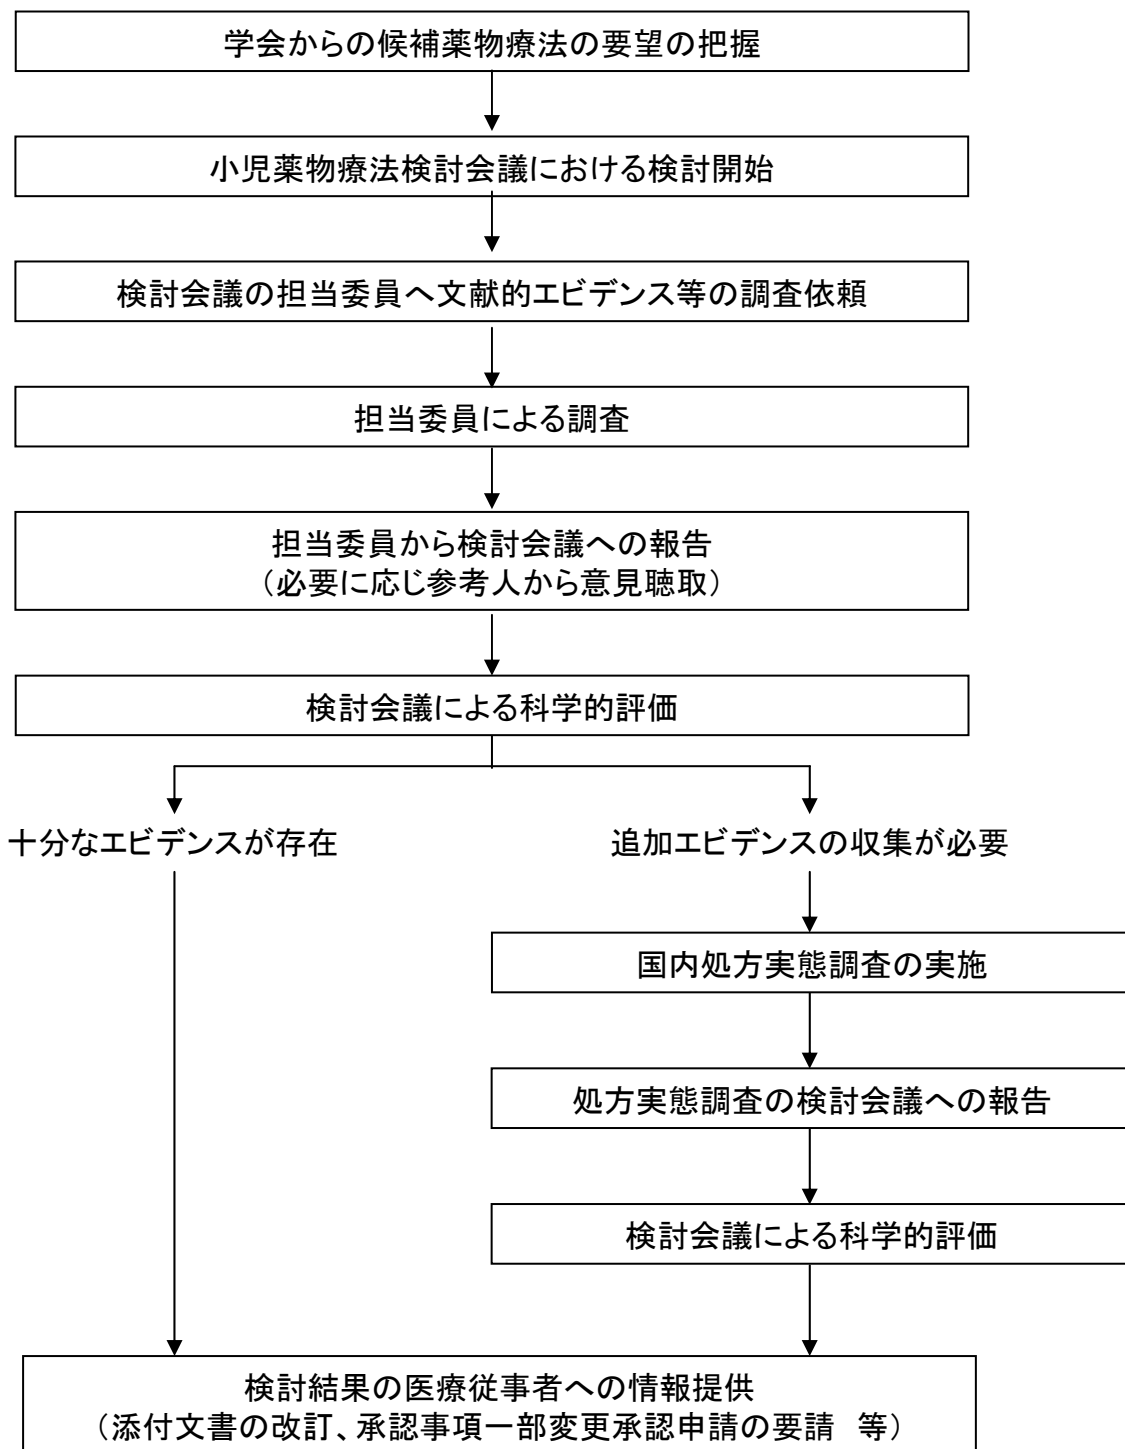 学会からの候補薬物療法の要望の把握
小児薬物療法検討会議における検討開始
検討会議の担当委員へ文献的エビデンス等の調査依頼
担当委員による調査
担当委員から検討会議への報告
（必要に応じ参考人から意見聴取）
検討会議による科学的評価
十分なエビデンスが存在
追加エビデンスの収集が必要
国内処方実態調査の実施
処方実態調査の検討会議への報告
検討会議による科学的評価
検討結果の医療従事者への情報提供
（添付文書の改訂、承認事項一部変更承認申請の要請　等）